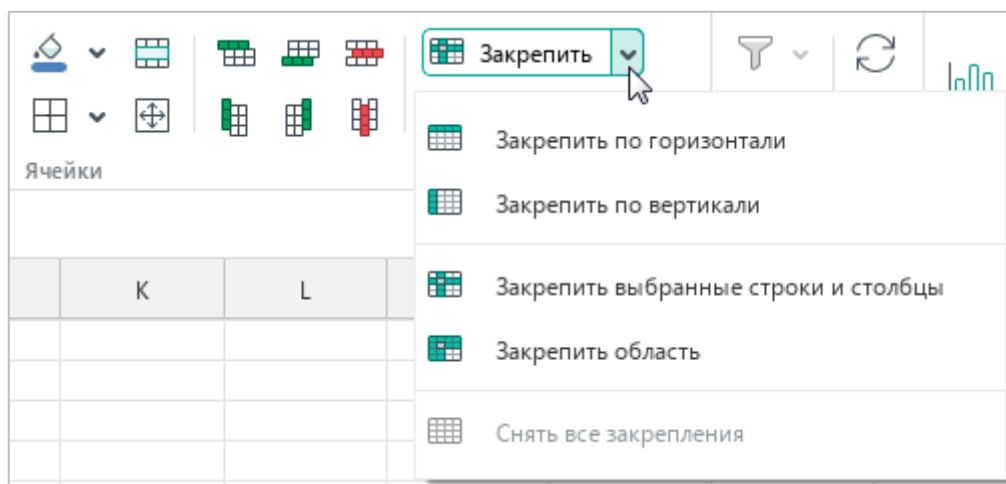 Закрепить
Закрепить по горизонтали
Закрепить по вертикали
Ячейки
K L
Закрепить выбранные строки и столбцы
Закрепить область
Снять все закрепления